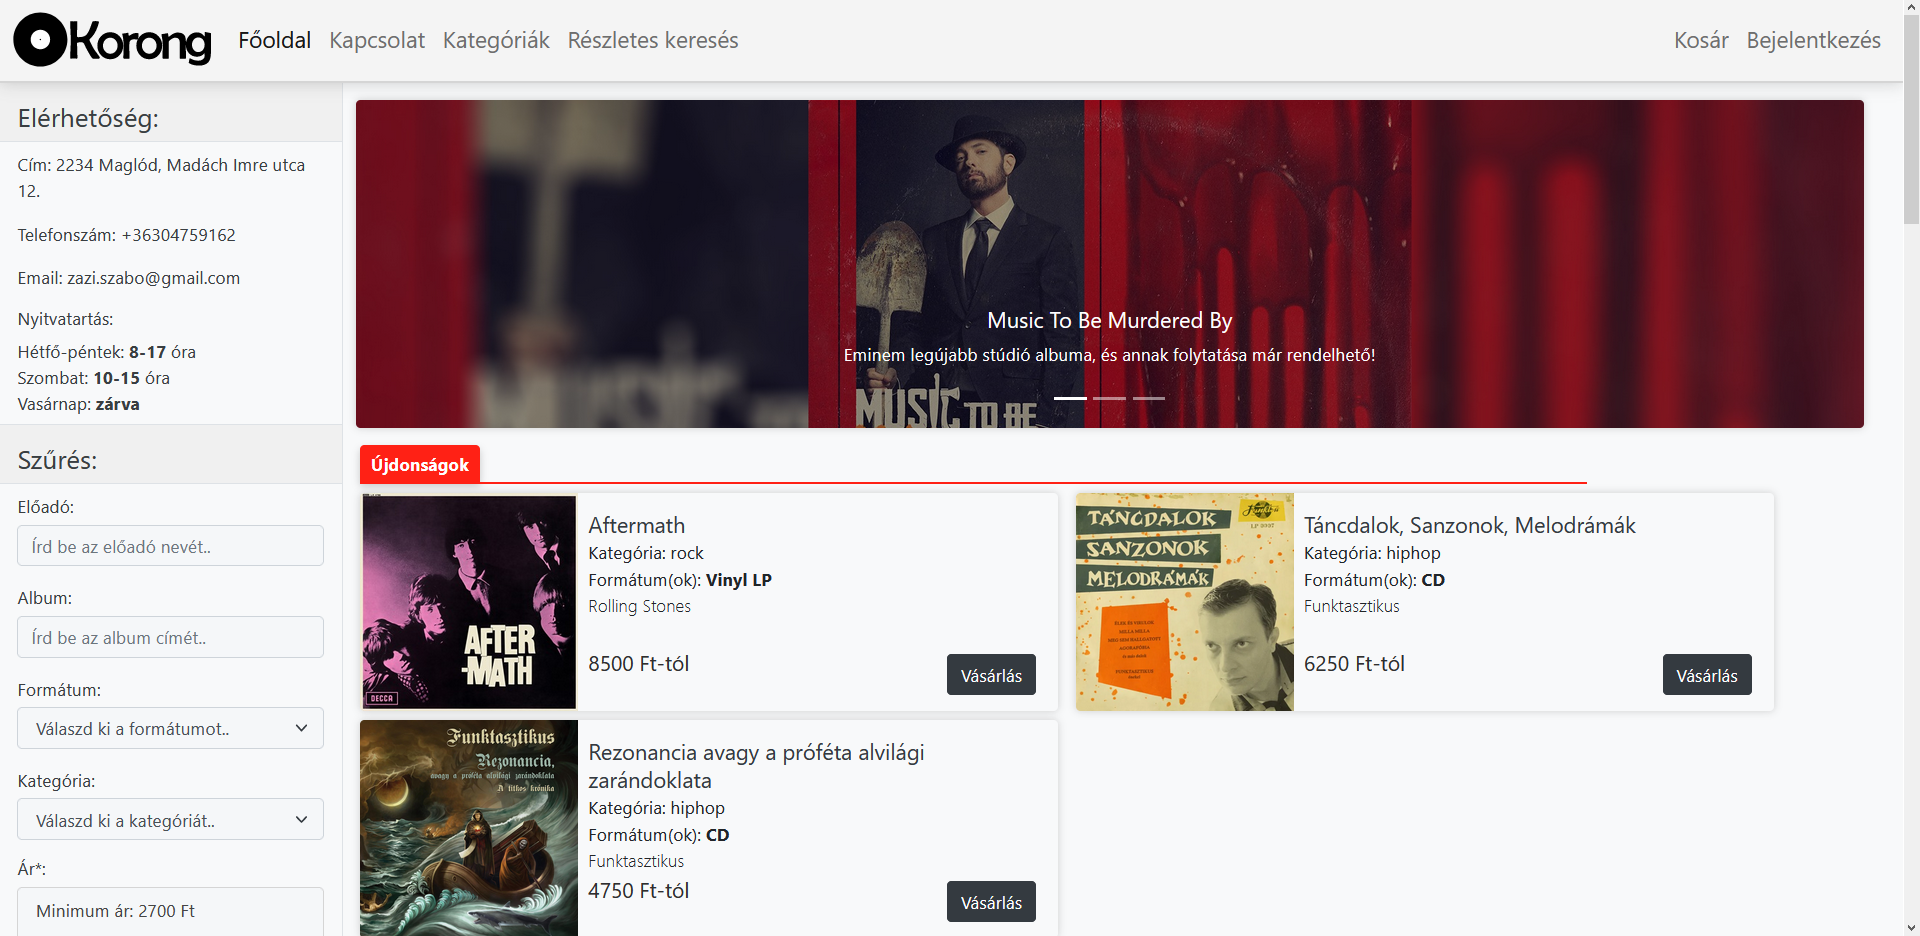 Korong
Főoldal
Kapcsolat
Kategóriák
Részletes keresés
Kosár
Bejelentkezés
Elérhetőség:
Cím: 2234 Maglód, Madách Imre utca
12.
Telefonszám: +36304759162
Email: zazi.szabo@gmail.com
Nyitvatartás:
Hétfő-péntek: 8-17 óra
Szombat: 10-15 óra
Vasárnap: zárva
Szűrés:
Előadó:
Írd be az előadó nevét..
Album:
Írd be az album címét..
Formátum:
Válaszd ki a formátumot..
Kategória:
Válaszd ki a kategóriát..
Ár*:
Minimum ár: 2700 Ft
Music To Be Murdered By
Eminem legújabb stúdió albuma, és annak folytatása már rendelhető!
MUSIC TO BE
Újdonságok
AFTER
-MATH
DECCA
Aftermath
Kategória: rock
Formátum(ok): Vinyl LP
Rolling Stones
8500 Ft-tól
Vásárlás
TÁNCDALOK
SANZONOK
MELODRÁMÁK
Táncdalok, Sanzonok, Melodrámák
Kategória: hiphop
Formátum(ok): CD
Funktasztikus
6250 Ft-tól
Vásárlás
Funktasztikus
Rezonancia,
avagy a próféta alvilági zarándoklata
A titkos krónika
Rezonancia avagy a próféta alvilági
zarándoklata
Kategória: hiphop
Formátum(ok): CD
Funktasztikus
4750 Ft-tól
Vásárlás